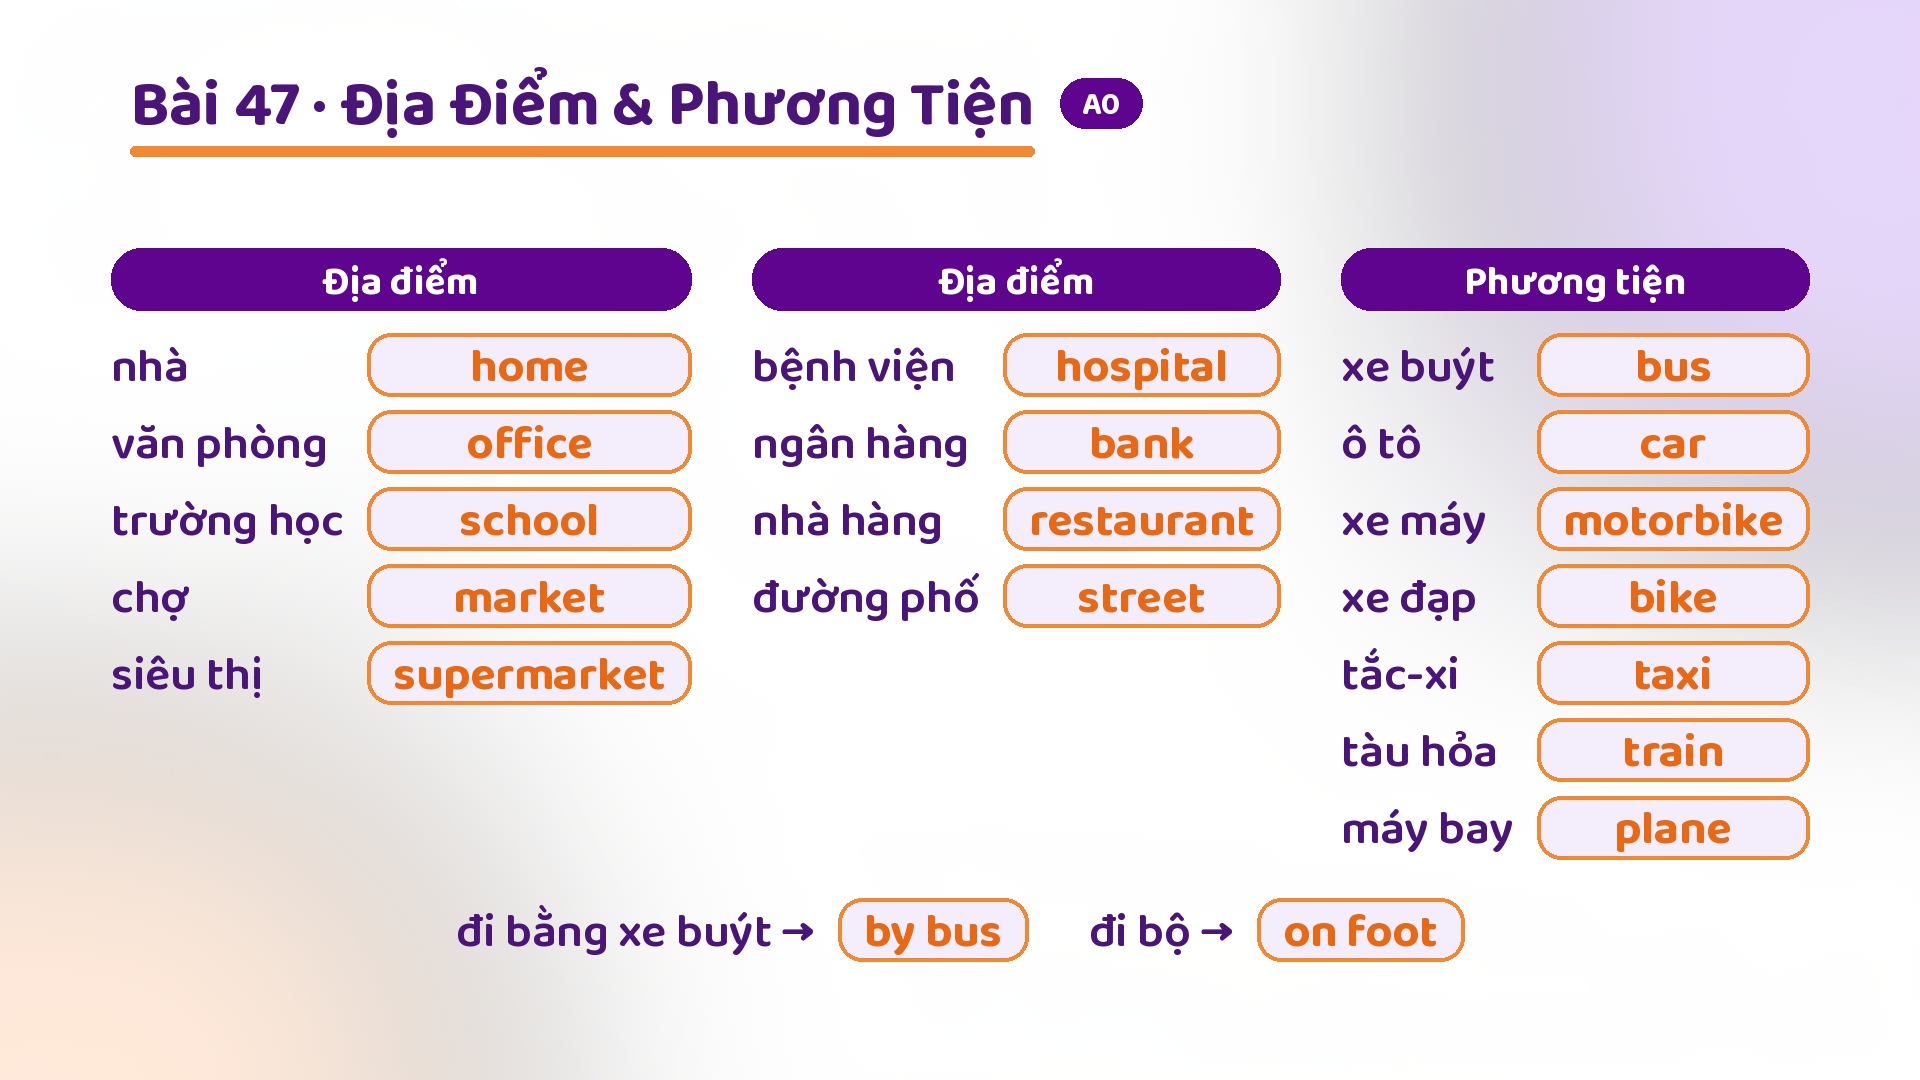 Bài 47 · Địa Điểm & Phương Tiện A0
Địa điểm
nhà home
văn phòng office
trường học school
chợ market
siêu thị supermarket
Địa điểm
bệnh viện hospital
ngân hàng bank
nhà hàng restaurant
đường phố street
Phương tiện
xe buýt bus
ô tô car
xe máy motorbike
xe đạp bike
tắc-xi taxi
tàu hỏa train
máy bay plane
đi bằng xe buýt → by bus đi bộ → on foot